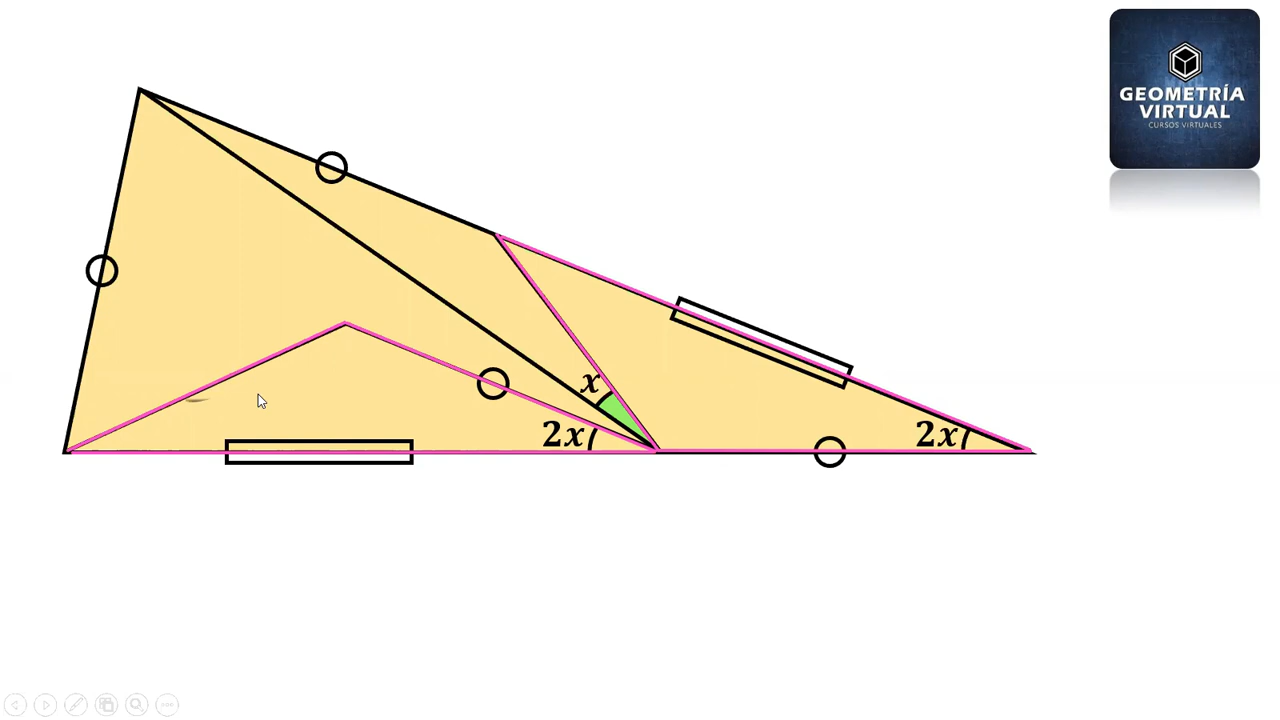 GEOMETRÍA
VIRTUAL
CURSOS VIRTUALES
x
2x
2x